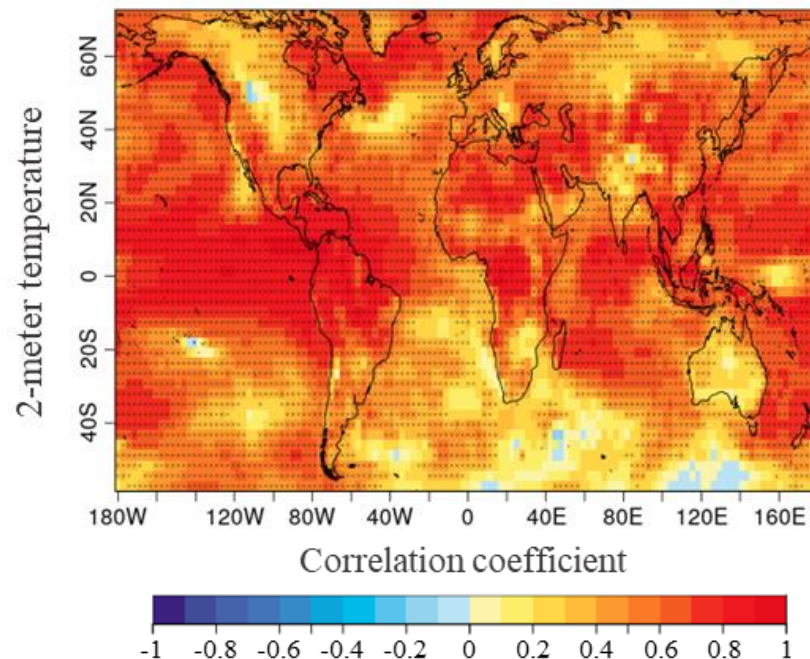 2-meter temperature
60N
40N
20N
0
20S
40S
180W 120W 80W 40W 0 40E 80E 120E 160E
Correlation coefficient
-1 -0.8 -0.6 -0.4 -0.2 0 0.2 0.4 0.6 0.8 1